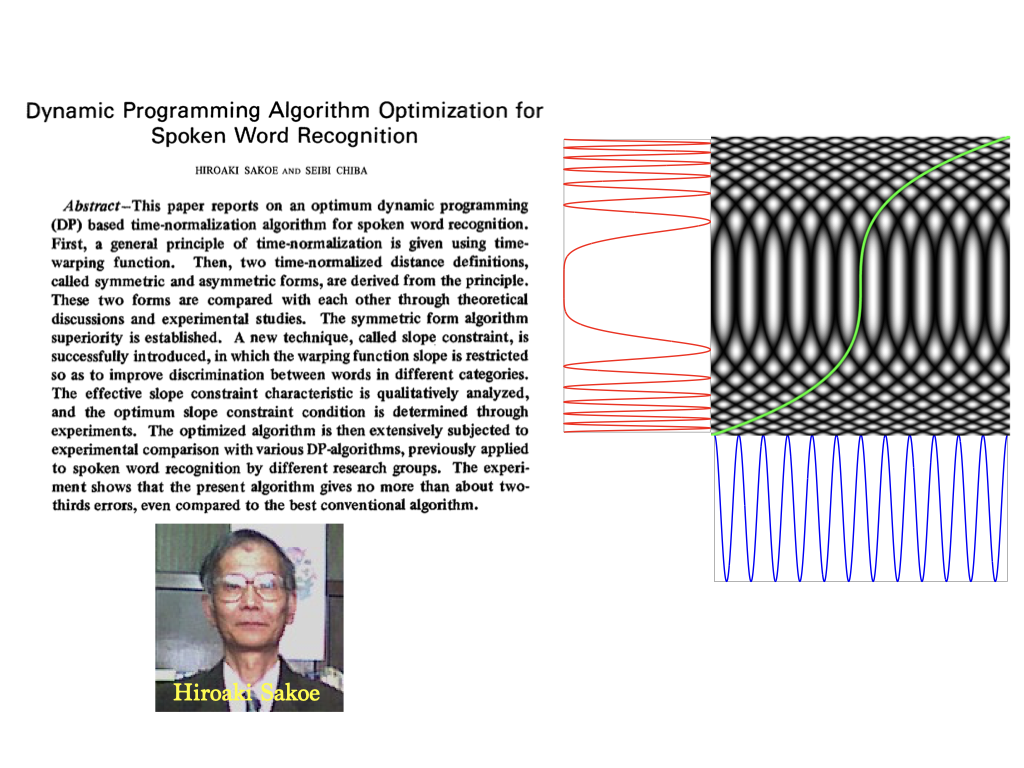 Dynamic Programming Algorithm Optimization for
Spoken Word Recognition
HIROAKI SAKOE AND SEIBI CHIBA
Abstract—This paper reports on an optimum dynamic programming
(DP) based time-normalization algorithm for spoken word recognition.
First, a general principle of time-normalization is given using time-
warping function. Then, two time-normalized distance definitions,
called symmetric and asymmetric forms, are derived from the principle.
These two forms are compared with each other through theoretical
discussions and experimental studies. The symmetric form algorithm
superiority is established. A new technique, called slope constraint, is
successfully introduced, in which the warping function slope is restricted
so as to improve discrimination between words in different categories.
The effective slope constraint characteristic is qualitatively analyzed,
and the optimum slope constraint condition is determined through
experiments. The optimized algorithm is then extensively subjected to
experimental comparison with various DP-algorithms, previously applied
to spoken word recognition by different research groups. The experi-
ment shows that the present algorithm gives no more than about two-
thirds errors, even compared to the best conventional algorithm.
Hiroaki Sakoe